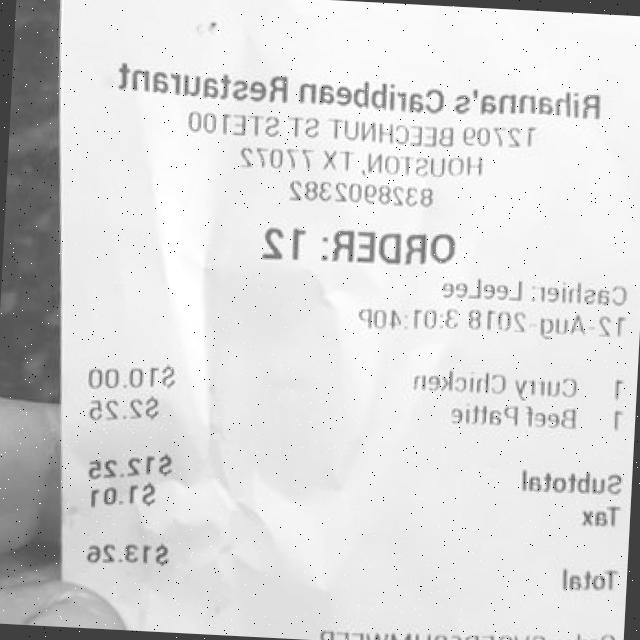 Rihanna's Caribbean Restaurant
12709 BEECHNUT ST STE100
HOUSTON, TX 77072
8328902382
ORDER: 12
Cashier: LeeLee
12-Aug-2018 3:01:40P
1 Curry Chicken $10.00
1 Beef Pattie $2.25
Subtotal $12.25
Tax $1.01
Total $13.26